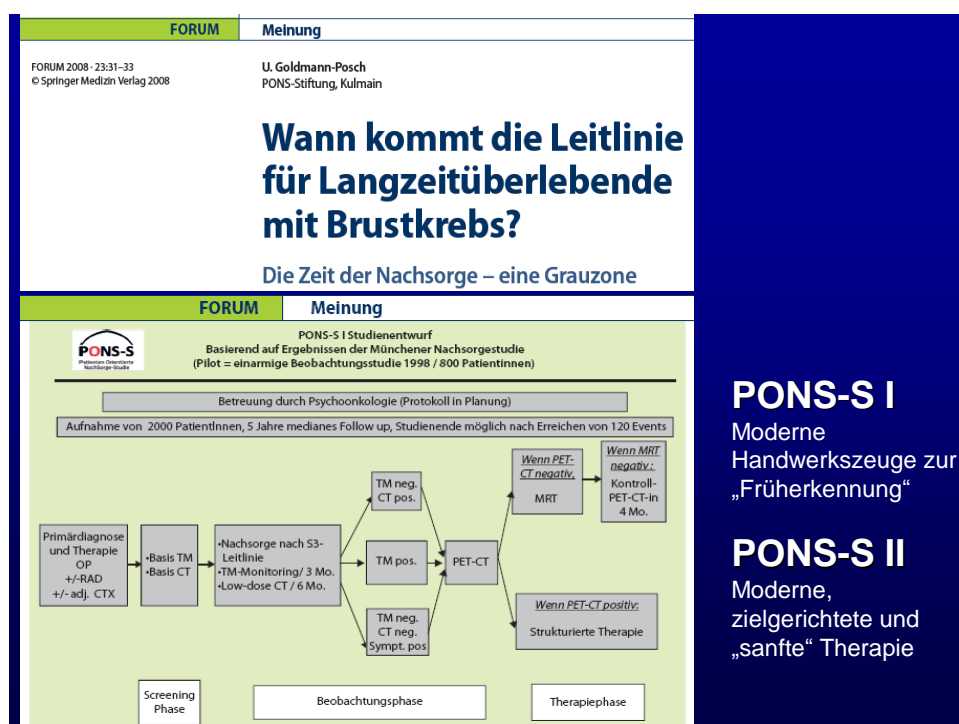 FORUM Meinung
FORUM 2008 · 23:31–33
© Springer Medizin Verlag 2008
U. Goldmann-Posch
PONS-Stiftung, Kulmain
Wann kommt die Leitlinie
für Langzeitüberlebende
mit Brustkrebs?
Die Zeit der Nachsorge – eine Grauzone
FORUM Meinung
PONS-S
Patienten Orientierte
NachSorge-Studie
PONS-S I Studienentwurf
Basierend auf Ergebnissen der Münchener Nachsorgestudie
(Pilot = einarmige Beobachtungsstudie 1998 / 800 Patientinnen)
Betreuung durch Psychoonkologie (Protokoll in Planung)
Aufnahme von 2000 PatientInnen, 5 Jahre medianes Follow up, Studienende möglich nach Erreichen von 120 Events
Primärdiagnose
und Therapie
OP
+/-RAD
+/- adj. CTX
•Basis TM
•Basis CT
•Nachsorge nach S3-
Leitlinie
•TM-Monitoring/ 3 Mo.
•Low-dose CT / 6 Mo.
TM neg.
CT pos.
TM pos.
TM neg.
CT neg.
Sympt. pos
PET-CT
Wenn PET-
CT negativ,
MRT
Wenn MRT
negativ :
Kontroll-
PET-CT-in
4 Mo.
Wenn PET-CT positiv:
Strukturierte Therapie
Screening
Phase
Beobachtungsphase
Therapiephase
PONS-S I
Moderne
Handwerkszeuge zur
„Früherkennung“
PONS-S II
Moderne,
zielgerichtete und
„sanfte“ Therapie